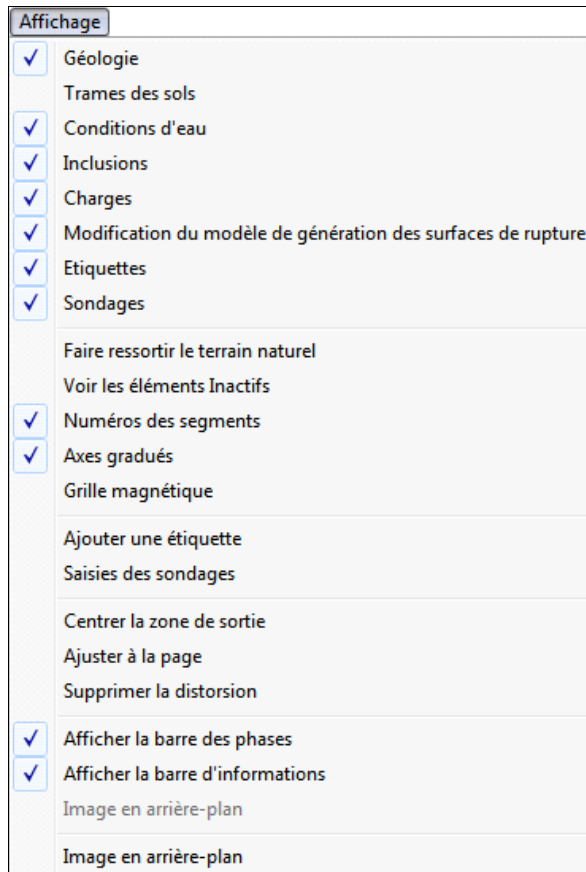 Affichage
Géologie
Trames des sols
Conditions d'eau
Inclusions
Charges
Modification du modèle de génération des surfaces de rupture
Etiquettes
Sondages
Faire ressortir le terrain naturel
Voir les éléments Inactifs
Numéros des segments
Axes gradués
Grille magnétique
Ajouter une étiquette
Saisies des sondages
Centrer la zone de sortie
Ajuster à la page
Supprimer la distorsion
Afficher la barre des phases
Afficher la barre d'informations
Image en arrière-plan
Image en arrière-plan